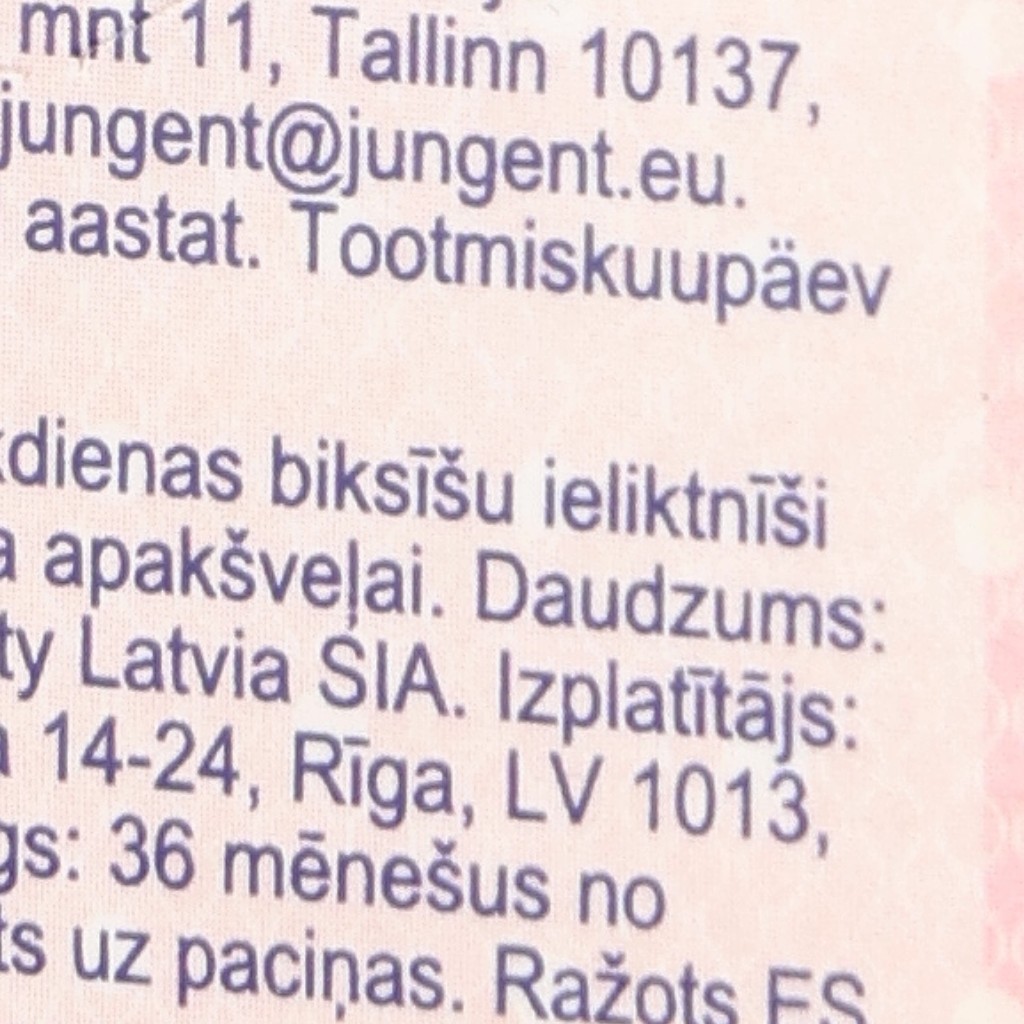 mnt 11, Tallinn 10137,
jungent@jungent.eu.
aastat. Tootmiskuupäev
kdienas biksīšu ieliktnīši
a apakšveļai. Daudzums:
ty Latvia SIA. Izplatītājs:
a 14-24, Rīga, LV 1013,
gs: 36 mēnešus no
ts uz paciņas. Ražots ES